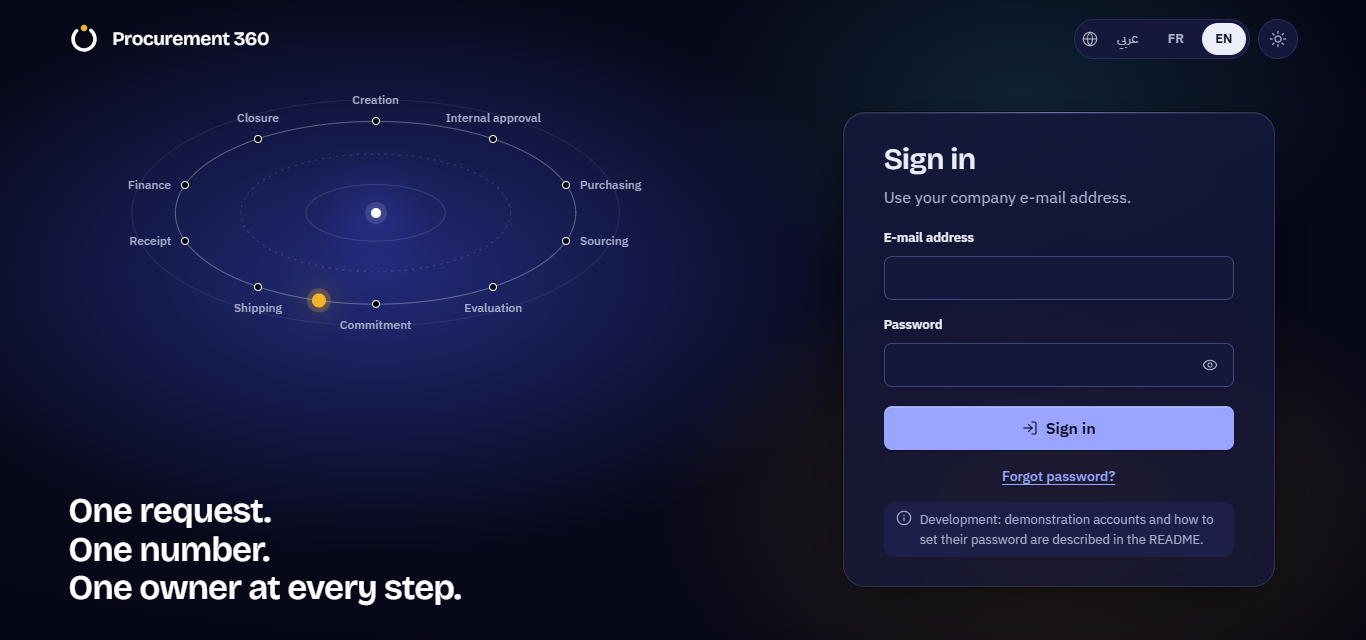 Procurement 360
عربي
FR
EN
Creation
Closure
Internal approval
Finance
Purchasing
Receipt
Sourcing
Shipping
Evaluation
Commitment
One request.
One number.
One owner at every step.
Sign in
Use your company e-mail address.
E-mail address
Password
Sign in
Forgot password?
Development: demonstration accounts and how to
set their password are described in the README.